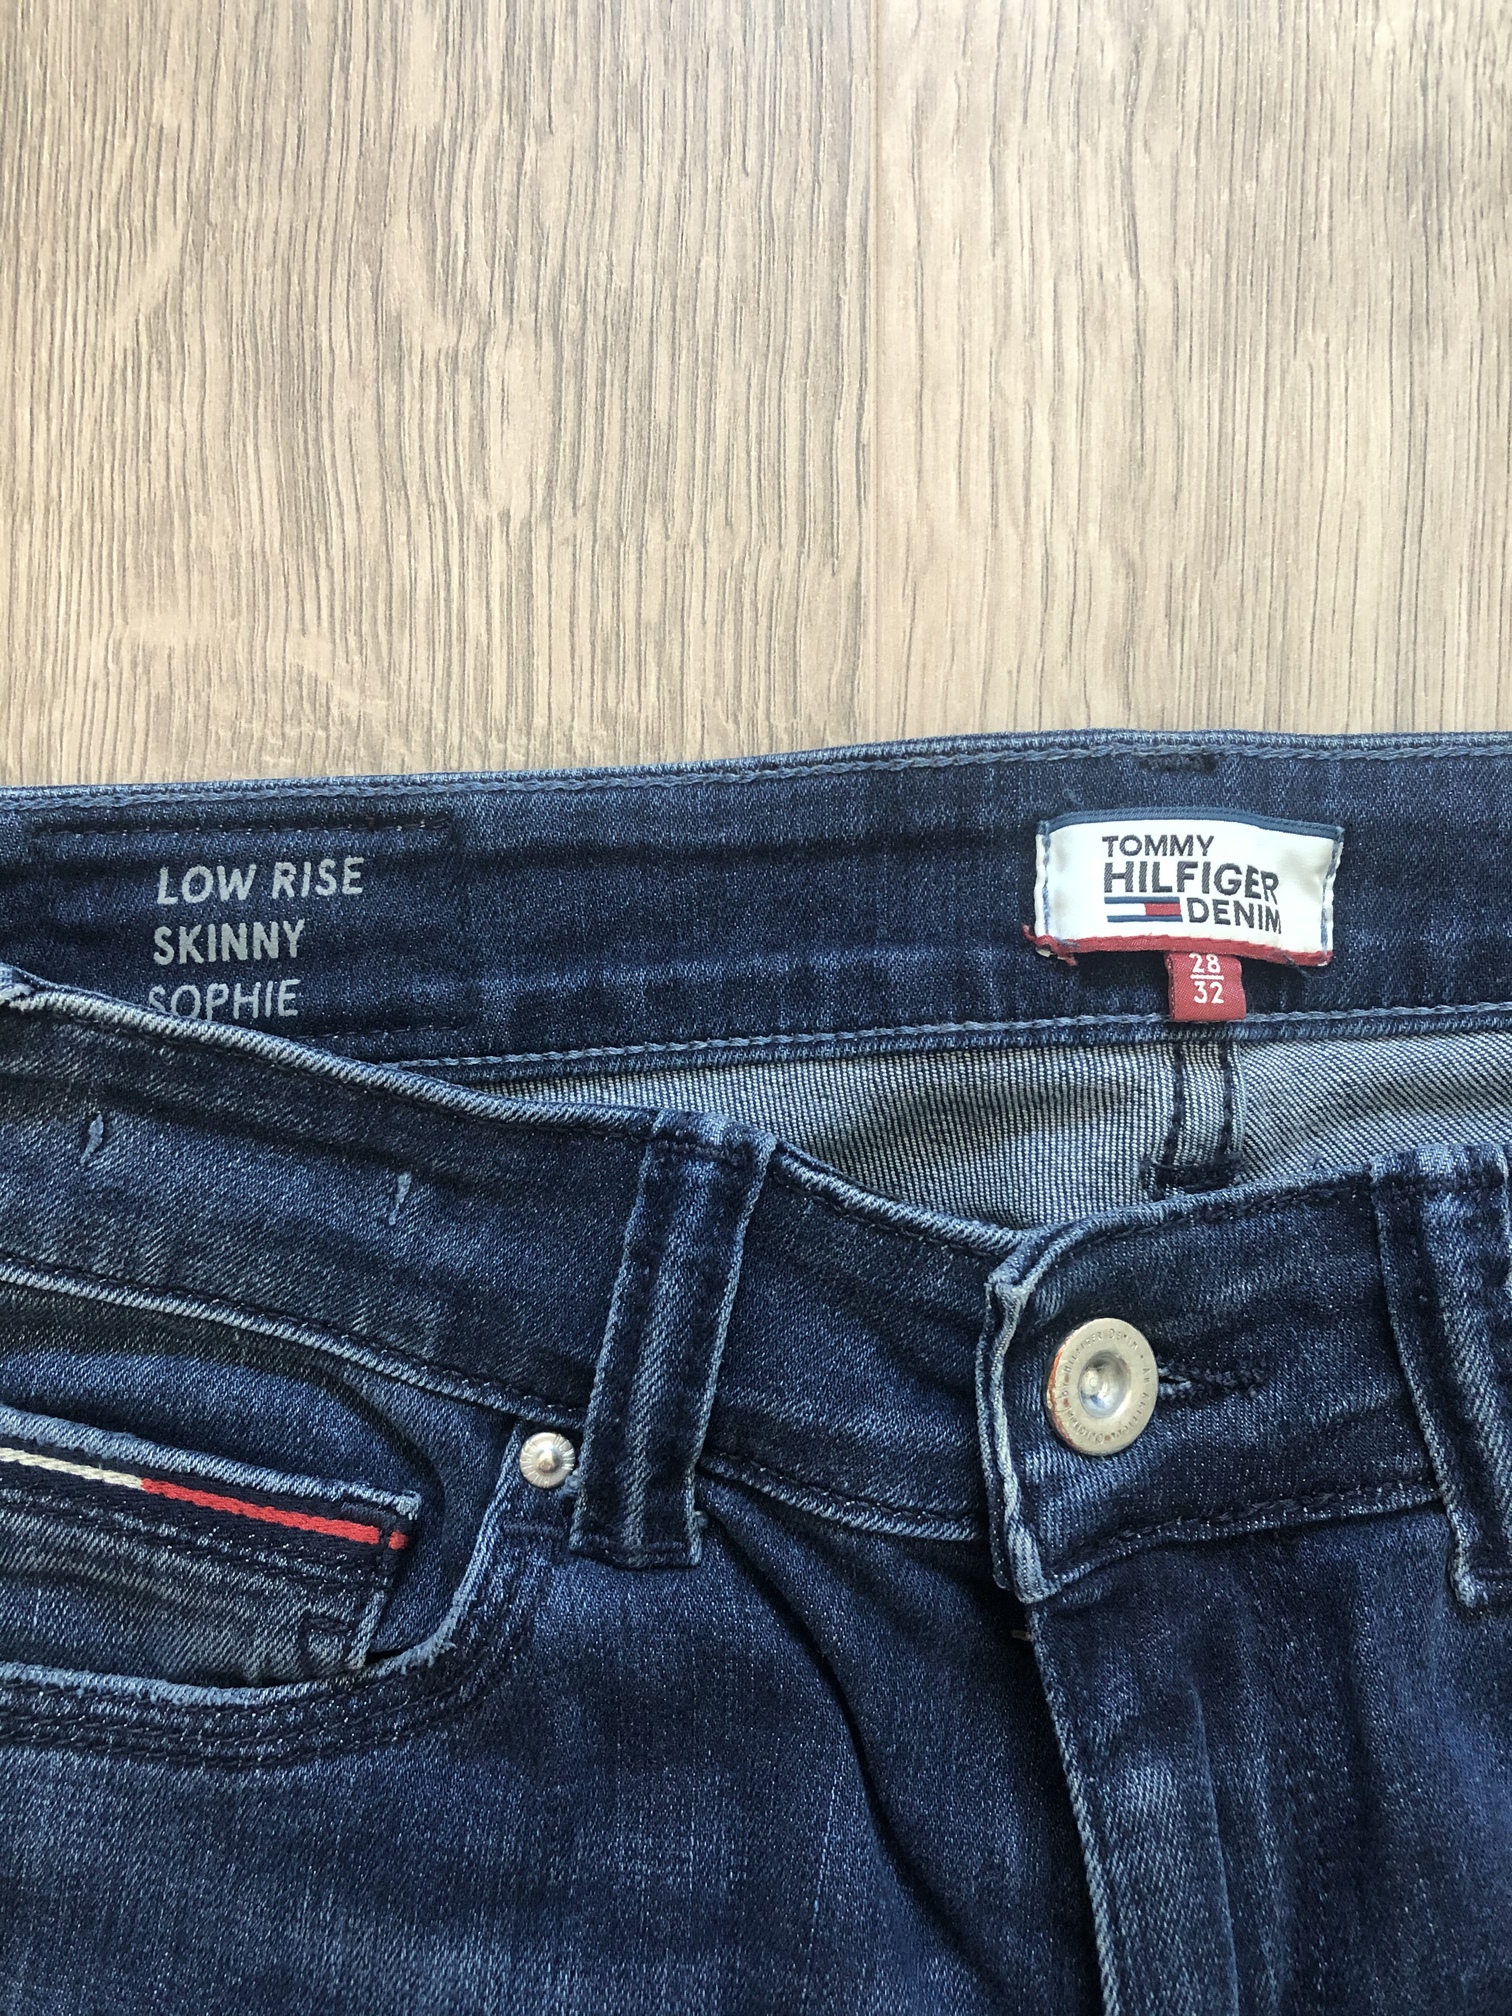 LOW RISE
SKINNY
SOPHIE
TOMMY
HILFIGER
DENIM
28
32